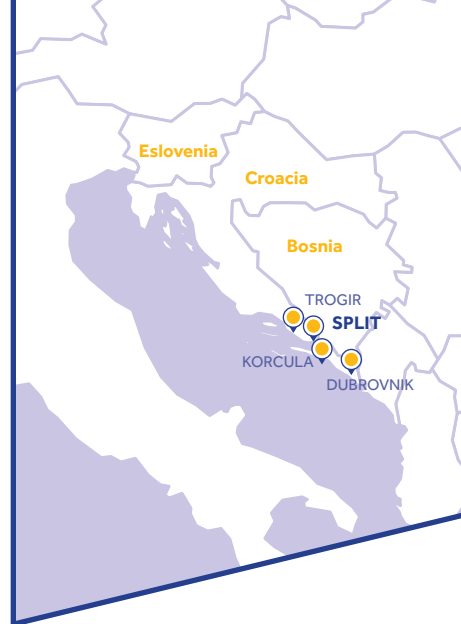 Eslovenia
Croacia
Bosnia
TROGIR
SPLIT
KORCULA
DUBROVNIK